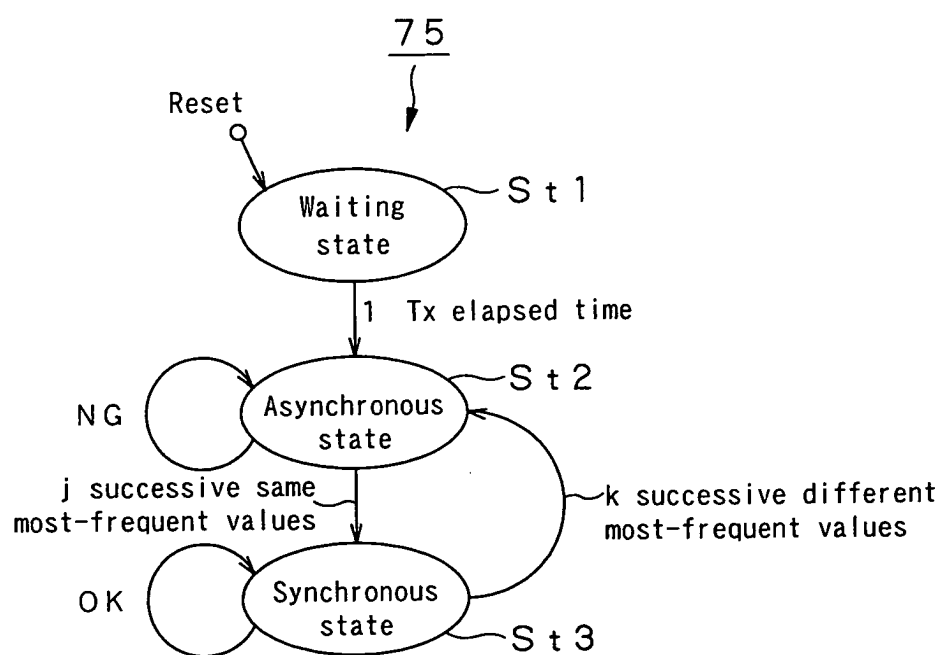 75
Reset
St1
Waiting
state
1 Tx elapsed time
St2
Asynchronous
state
NG
j successive same
most-frequent values
k successive different
most-frequent values
Synchronous
state
OK
St3